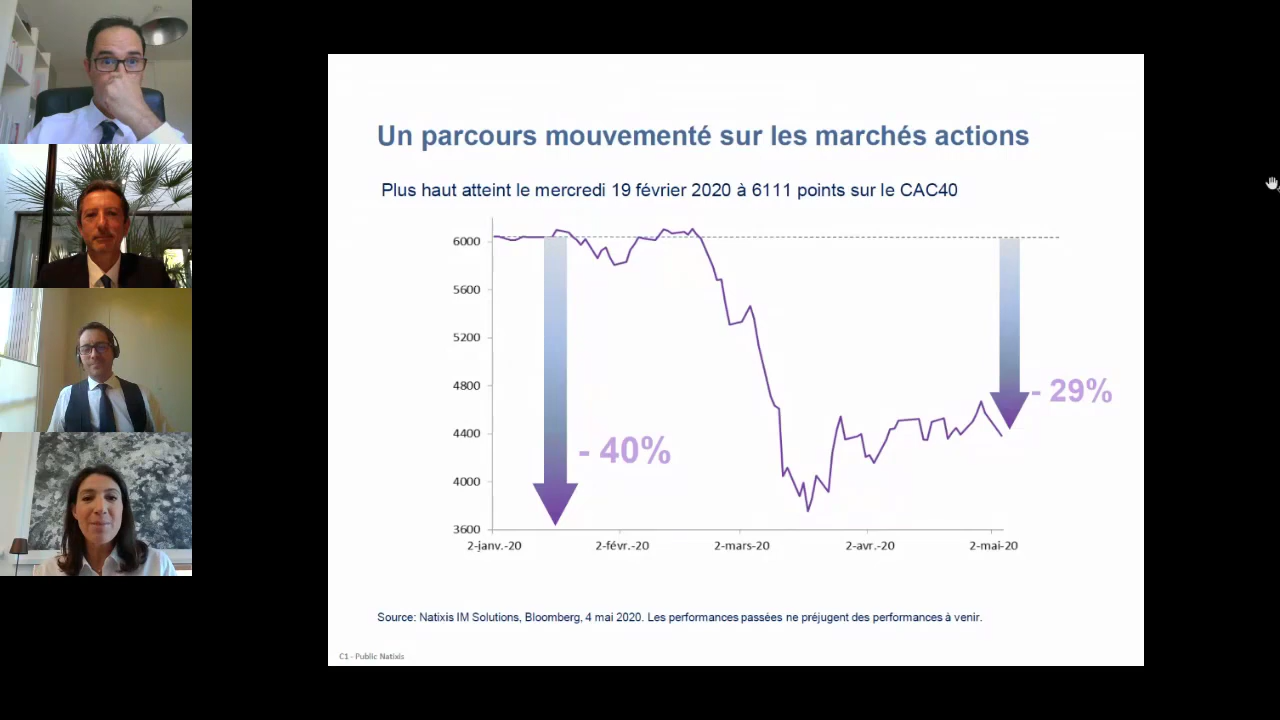 Un parcours mouvementé sur les marchés actions
Plus haut atteint le mercredi 19 février 2020 à 6111 points sur le CAC40
6000
5600
5200
4800
4400
4000
3600
- 40%
- 29%
2-janv.-20
2-févr.-20
2-mars-20
2-avr.-20
2-mai-20
Source: Natixis IM Solutions, Bloomberg, 4 mai 2020. Les performances passées ne préjugent des performances à venir.
C1 - Public Natixis